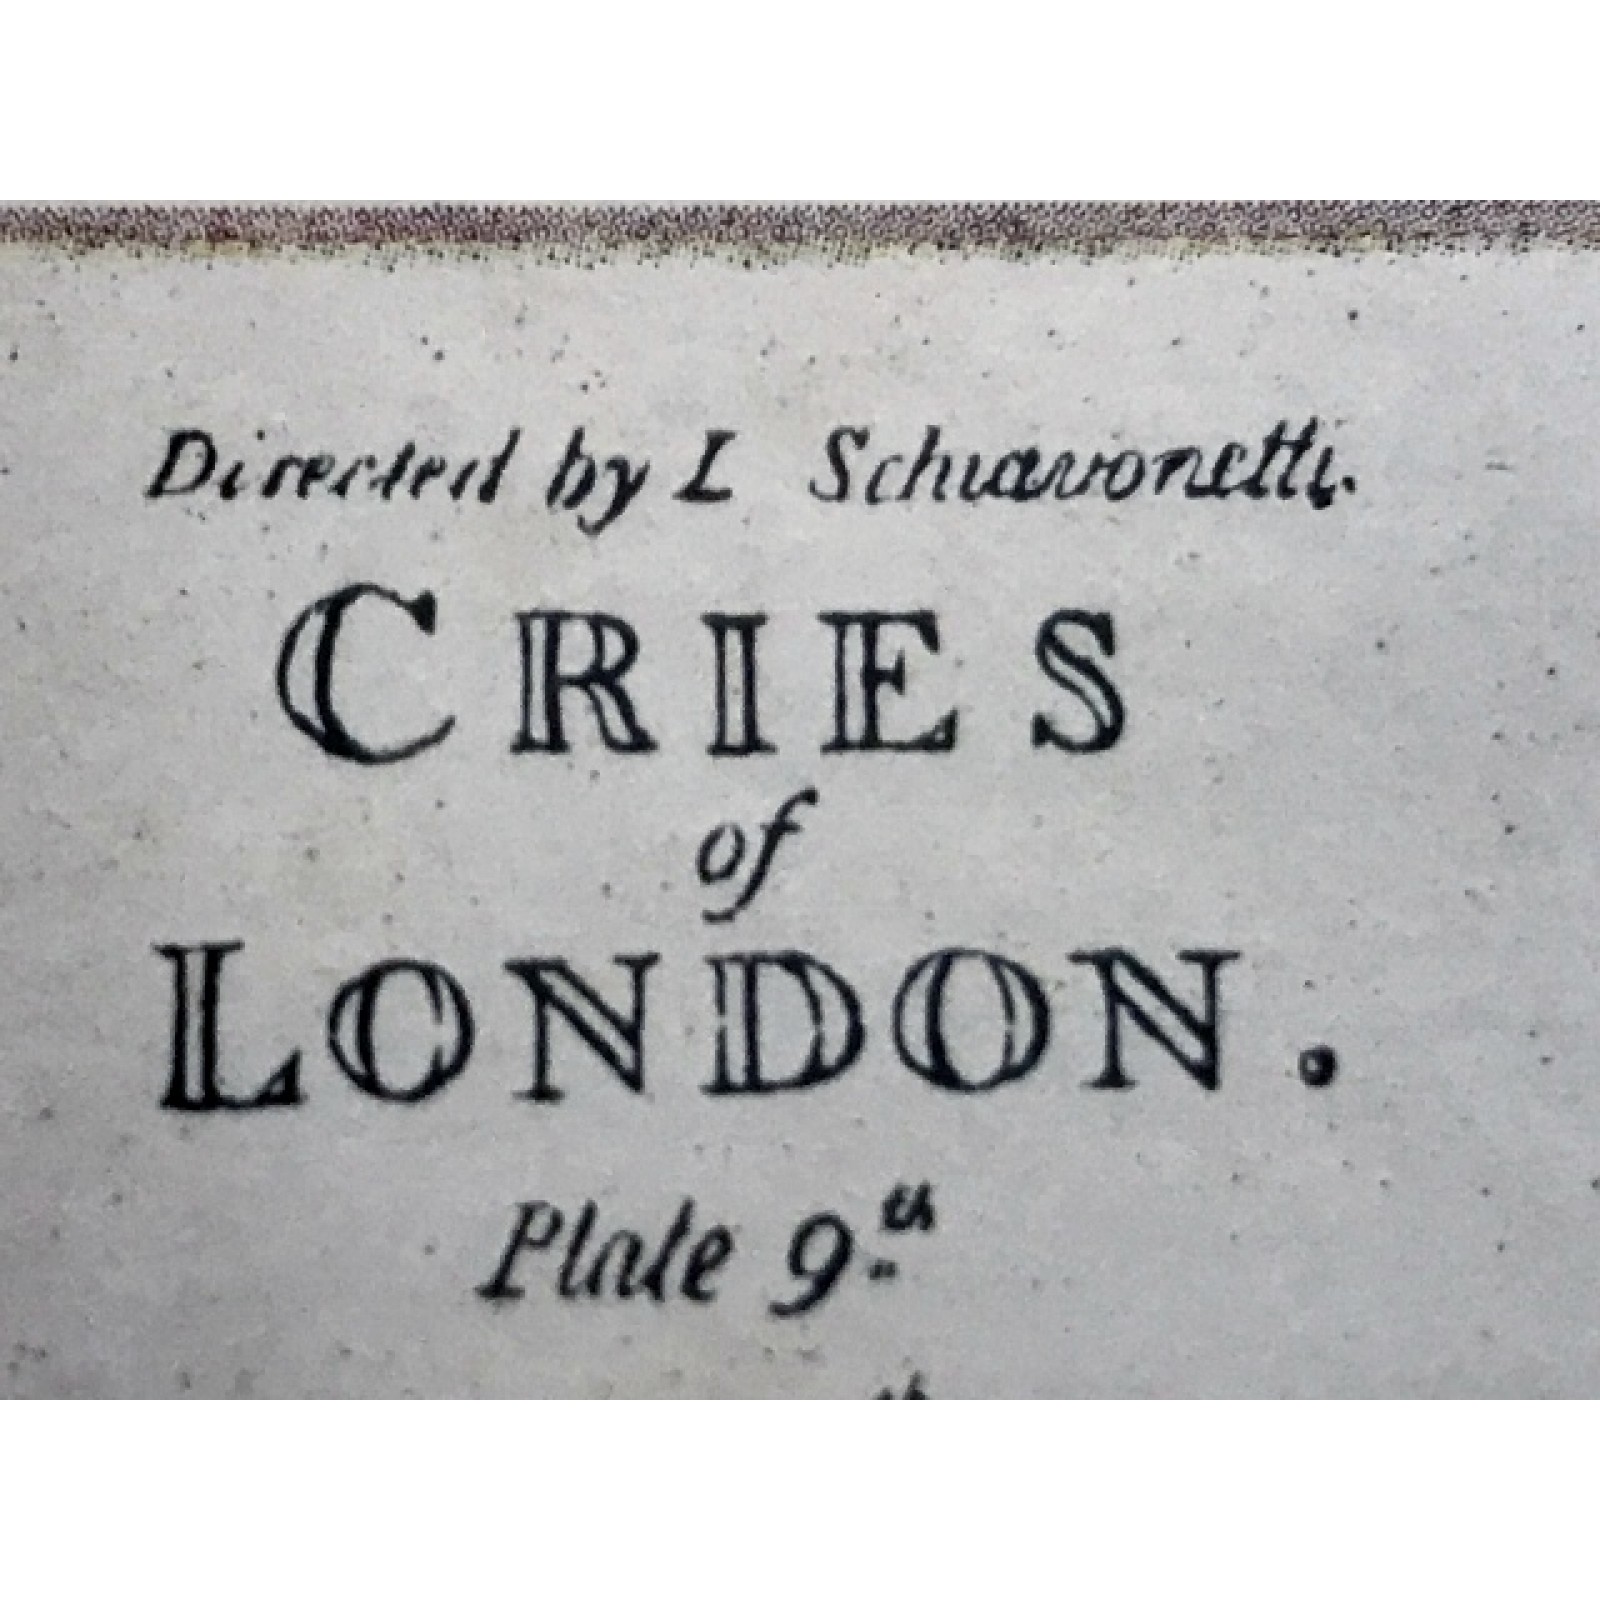 Directed by L Schiavonetti.
CRIES
of
LONDON.
Plate 9th